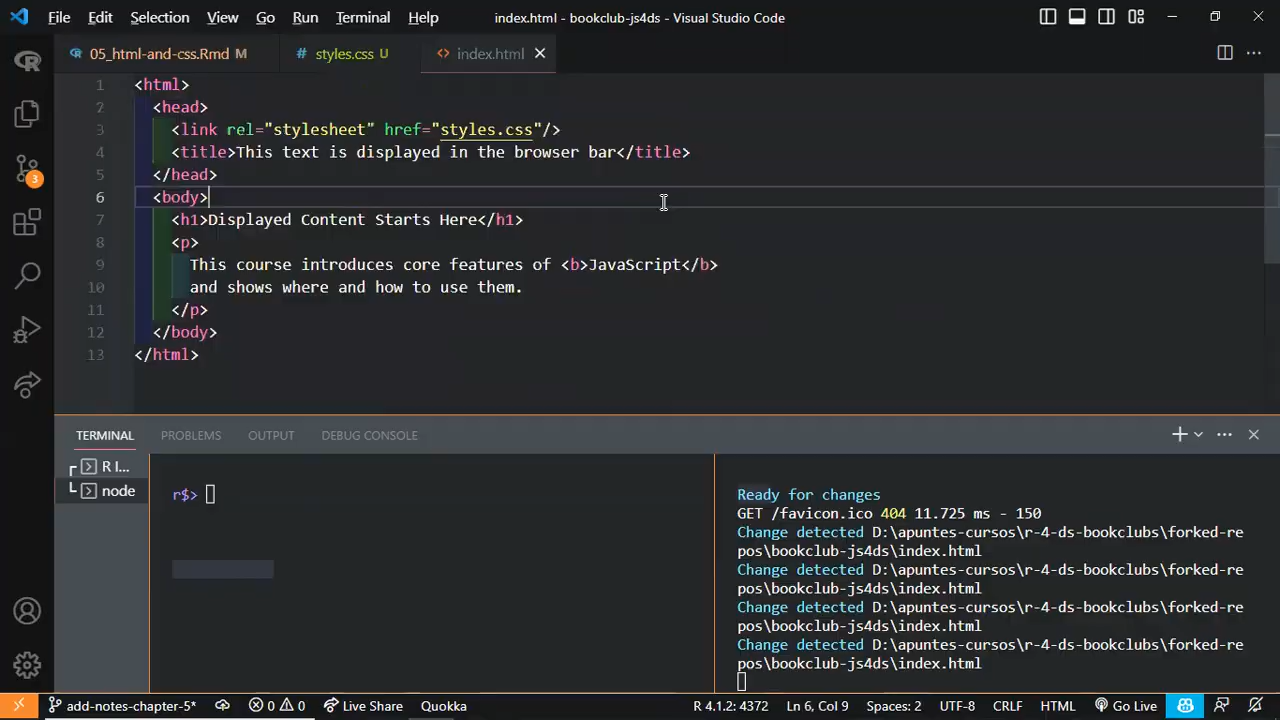 File Edit Selection View Go Run Terminal Help index.html - bookclub-js4ds - Visual Studio Code
05_html-and-css.Rmd M styles.css U index.html
1 <html>
2 <head>
3 <link rel="stylesheet" href="styles.css"/>
4 <title>This text is displayed in the browser bar</title>
5 </head>
6 <body>
7 <h1>Displayed Content Starts Here</h1>
8 <p>
9 This course introduces core features of <b>JavaScript</b>
10 and shows where and how to use them.
11 </p>
12 </body>
13 </html>
3
TERMINAL PROBLEMS OUTPUT DEBUG CONSOLE
R I...
node
r$>
Ready for changes
GET /favicon.ico 404 11.725 ms - 150
Change detected D:\apuntes-cursos\r-4-ds-bookclubs\forked-re
pos\bookclub-js4ds\index.html
Change detected D:\apuntes-cursos\r-4-ds-bookclubs\forked-re
pos\bookclub-js4ds\index.html
Change detected D:\apuntes-cursos\r-4-ds-bookclubs\forked-re
pos\bookclub-js4ds\index.html
Change detected D:\apuntes-cursos\r-4-ds-bookclubs\forked-re
pos\bookclub-js4ds\index.html
add-notes-chapter-5* 0 0 Live Share Quokka R 4.1.2: 4372 Ln 6, Col 9 Spaces: 2 UTF-8 CRLF HTML Go Live